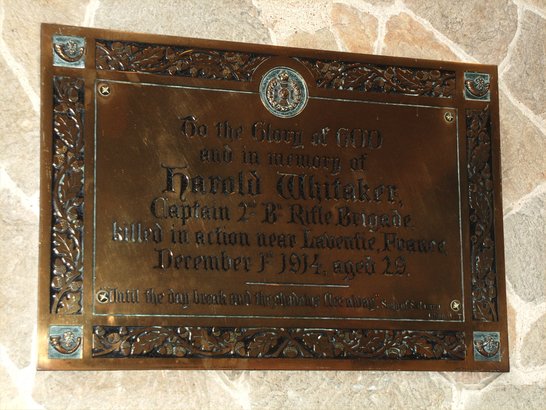 To the Glory of GOD
and in memory of
Harold Whitaker,
Captain 2nd Bn Rifle Brigade,
killed in action near Laventie, France,
December 1st 1914, aged 29.
"Until the day break and the shadows flee away."